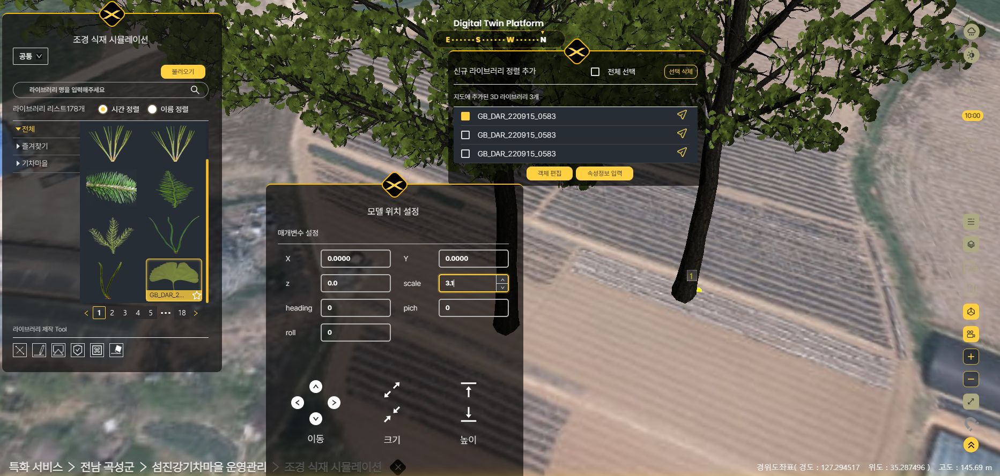 조경 식재 시뮬레이션
공통
불러오기
라이브러리 명을 입력해주세요
라이브러리 리스트178개 시간 정렬 이름 정렬
전체
즐겨찾기
기차마을
GB_DAR_2...
1 2 3 4 5 ••• 18
라이브러리 제작 Tool
Digital Twin Platform
E S W N
신규 라이브러리 정렬 추가 전체 선택 선택 삭제
지도에 추가된 3D 라이브러리 3개
GB_DAR_220915_0583
GB_DAR_220915_0583
GB_DAR_220915_0583
객체 편집 속성정보 입력
모델 위치 설정
매개변수 설정
X 0.0000 Y 0.0000
z 0.0 scale 3.1
heading 0 pich 0
roll 0
이동 크기 높이
1
10:00
특화 서비스 > 전남 곡성군 > 섬진강기차마을 운영관리 > 조경 식재 시뮬레이션
경위도좌표( 경도 : 127.294517 위도 : 35.287496 ) 고도 : 145.69 m